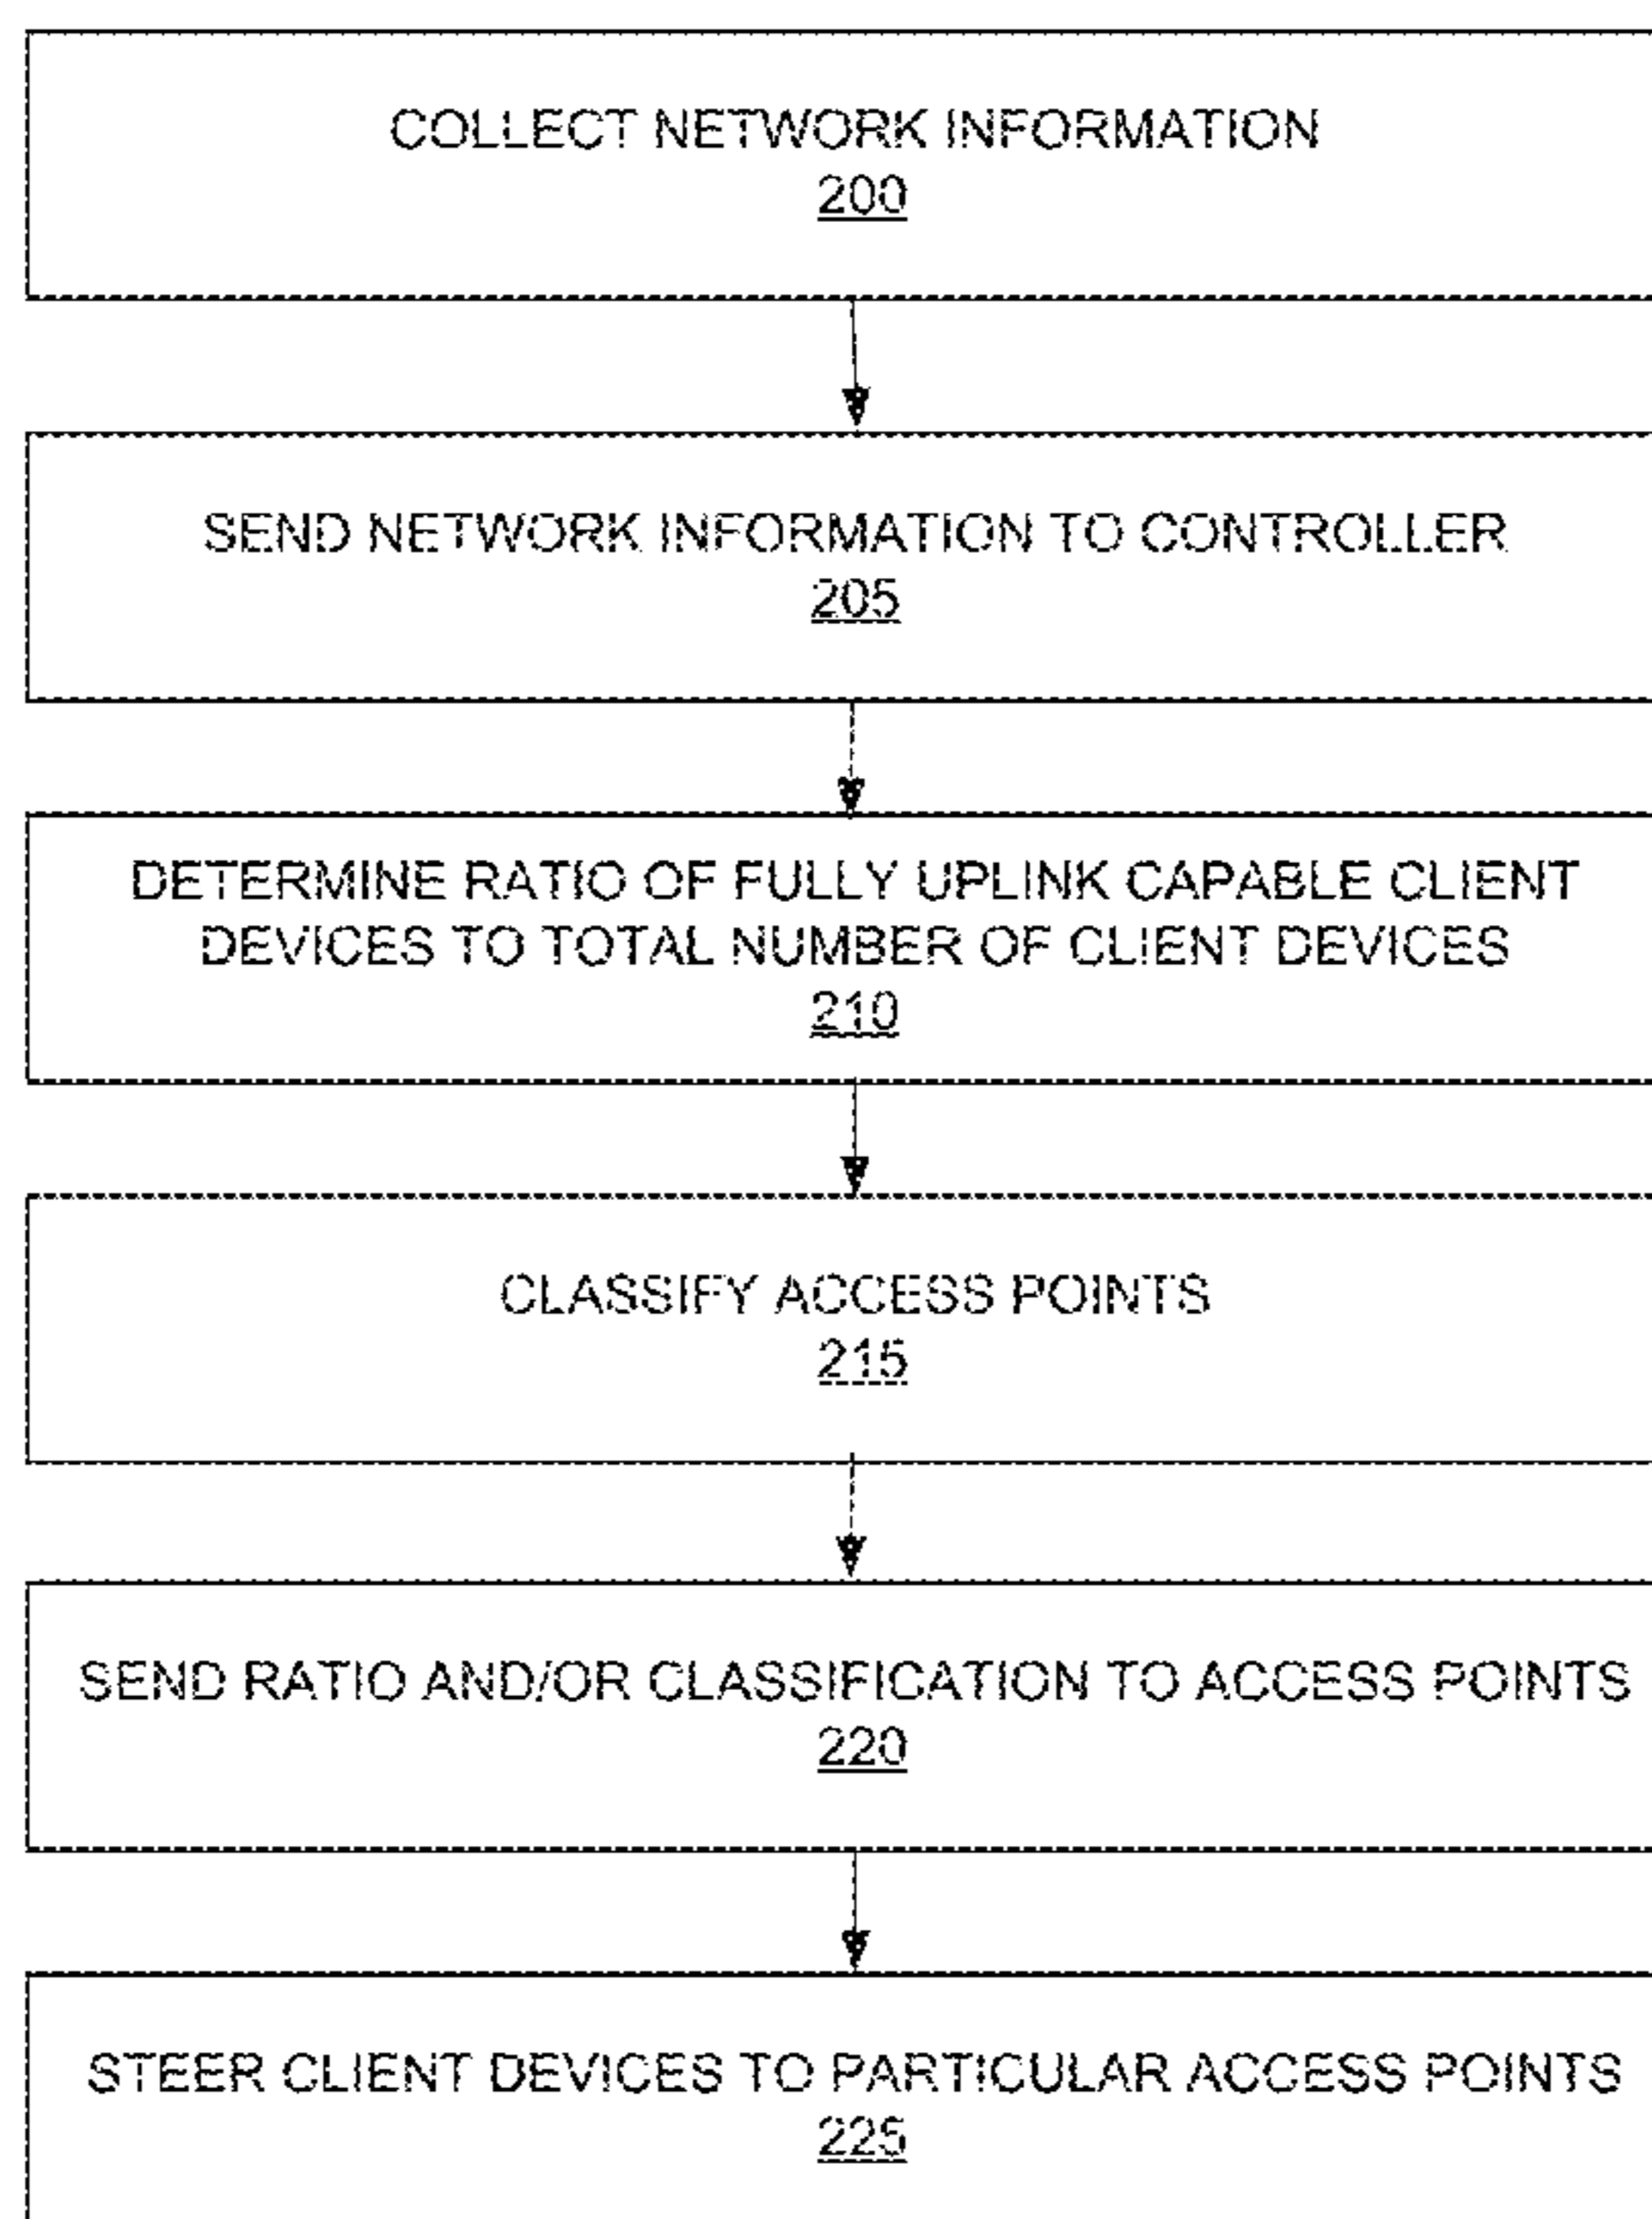 COLLECT NETWORK INFORMATION
200
SEND NETWORK INFORMATION TO CONTROLLER
205
DETERMINE RATIO OF FULLY UPLINK CAPABLE CLIENT
DEVICES TO TOTAL NUMBER OF CLIENT DEVICES
210
CLASSIFY ACCESS POINTS
215
SEND RATIO AND/OR CLASSIFICATION TO ACCESS POINTS
220
STEER CLIENT DEVICES TO PARTICULAR ACCESS POINTS
225